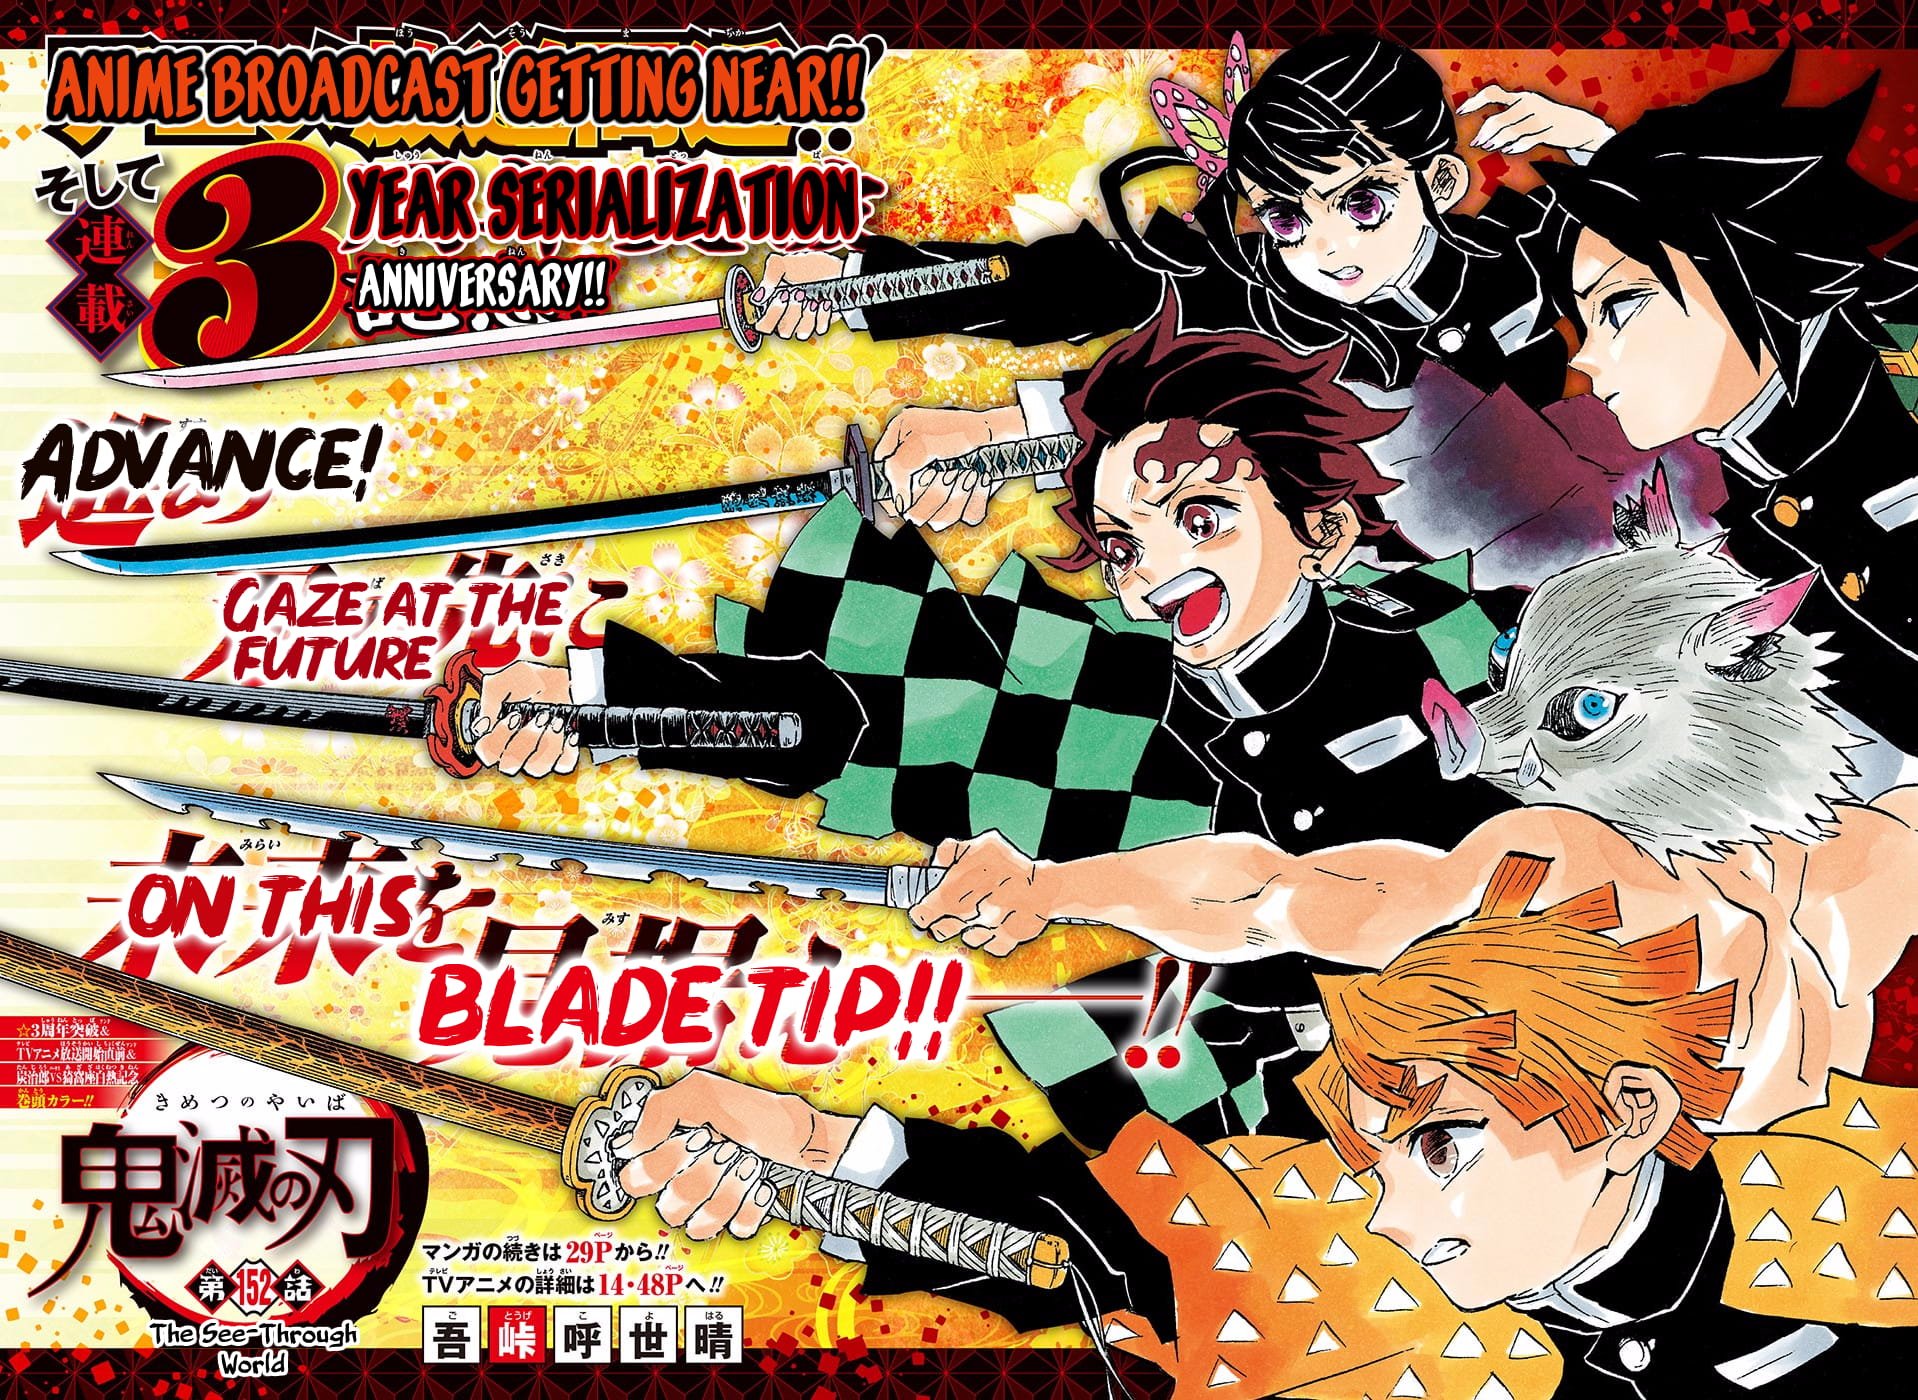 ANIME BROADCAST GETTING NEAR!!
そして
連載
3
YEAR SERIALIZATION
ANNIVERSARY!!
ADVANCE!
GAZE AT THE
FUTURE
ON THIS
BLADE TIP!!
!!
☆3周年突破&
TVアニメ放送開始直前&
炭治郎VS猗窩座白熱記念
巻頭カラー!!
きめつのやいば
鬼滅の刃
第152話
The See-Through
World
マンガの続きは29Pから!!
TVアニメの詳細は14・48Pへ!!
吾峠呼世晴